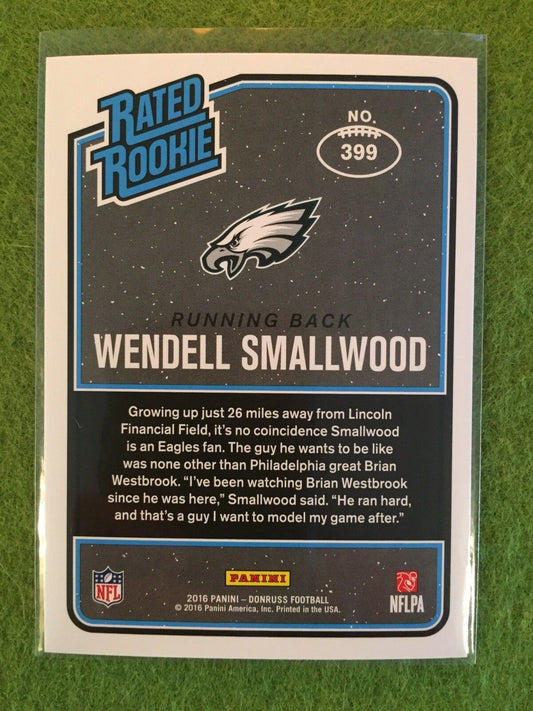 RATED
ROOKIE
NO.
399
RUNNING BACK
WENDELL SMALLWOOD
Growing up just 26 miles away from Lincoln
Financial Field, it's no coincidence Smallwood
is an Eagles fan. The guy he wants to be like
was none other than Philadelphia great Brian
Westbrook. “I've been watching Brian Westbrook
since he was here,” Smallwood said. “He ran hard,
and that's a guy I want to model my game after.”
NFL
PANINI
2016 PANINI – DONRUSS FOOTBALL
© 2016 Panini America, Inc. Printed in the USA.
NFLPA